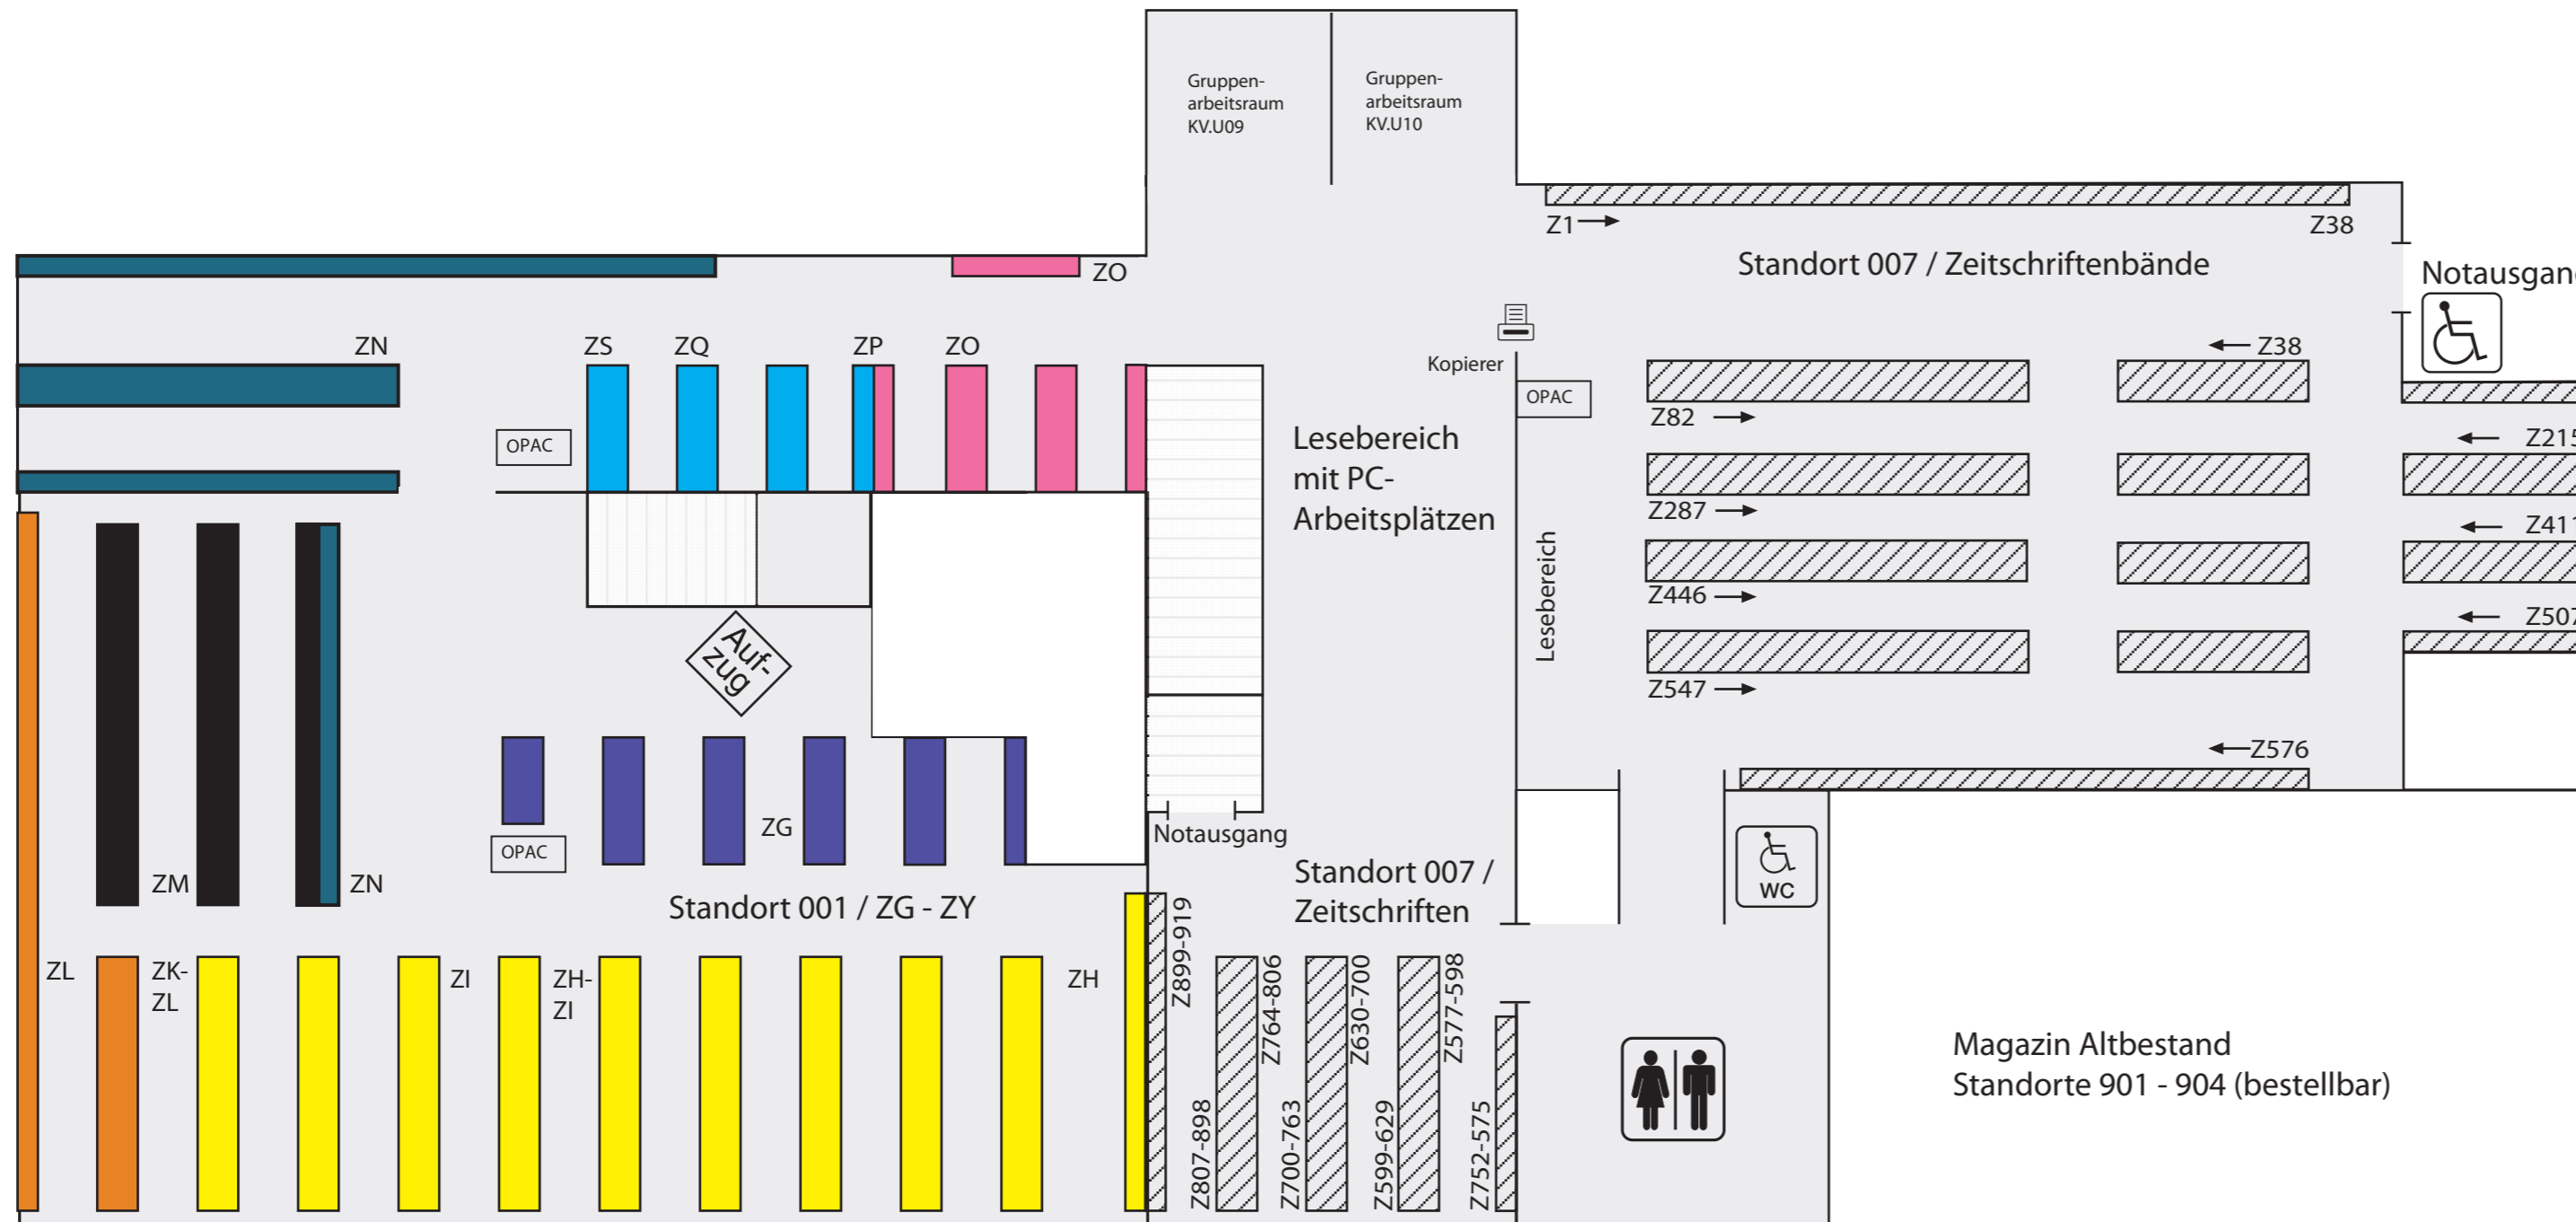 Gruppen-
arbeitsraum
KV.U09
Gruppen-
arbeitsraum
KV.U10
Z1
Z38
Standort 007 / Zeitschriftenbände
Notausgang
ZO
ZN
ZS
ZQ
ZP
ZO
Kopierer
OPAC
Z38
Z82
OPAC
Lesebereich
mit PC-
Arbeitsplätzen
Z215
Z287
Z411
Lesebereich
Z446
Z507
Auf-
zug
Z547
Z576
ZG
OPAC
Notausgang
ZM
ZN
Standort 001 / ZG - ZY
Standort 007 /
Zeitschriften
WC
ZL
ZK-
ZL
ZI
ZH-
ZI
ZH
Z899-919
Z807-898
Z764-806
Z700-763
Z630-700
Z599-629
Z577-598
Z752-575
Magazin Altbestand
Standorte 901 - 904 (bestellbar)